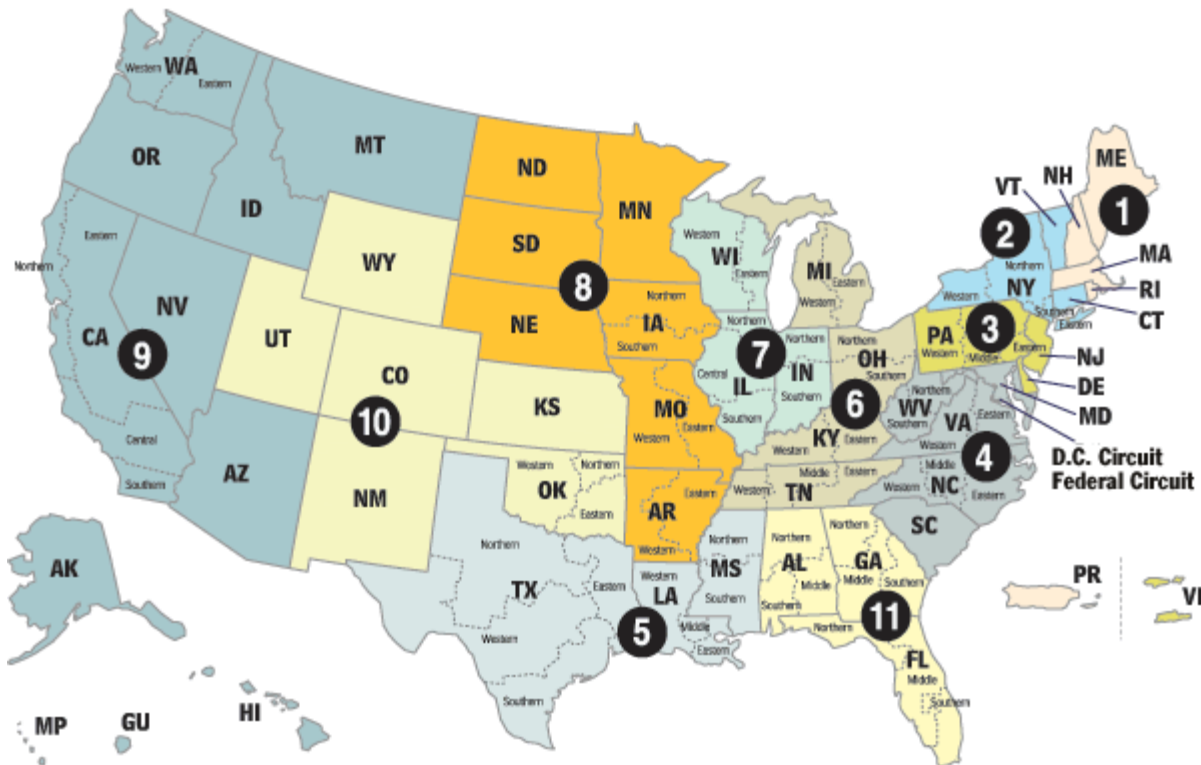 WA
Western
Eastern
OR
MT
ID
ND
MN
SD
WY
NE
8
Northern
IA
Southern
Eastern
Northern
NV
CA
9
Central
Southern
UT
CO
10
KS
MO
Western
Eastern
AZ
NM
Western
Northern
OK
Eastern
AR
Eastern
Western
Northern
TX
Eastern
Western
Southern
Western
LA
Middle
Eastern
5
Northern
MS
Southern
Western
WI
Eastern
MI
Eastern
Western
Northern
7
Central
IL
Southern
Northern
IN
Southern
Northern
OH
Southern
6
KY
Eastern
Western
Middle
Eastern
Western
TN
Northern
AL
Middle
Southern
Northern
GA
Middle
Southern
11
Northern
FL
Middle
Southern
ME
NH
VT
1
2
MA
Northern
NY
Western
Southern
Eastern
RI
CT
PA
3
Western
Middle
Eastern
NJ
DE
MD
Northern
WV
Southern
VA
Eastern
Western
4
D.C. Circuit
Federal Circuit
Middle
Western
NC
Eastern
SC
AK
MP
GU
HI
PR
VI